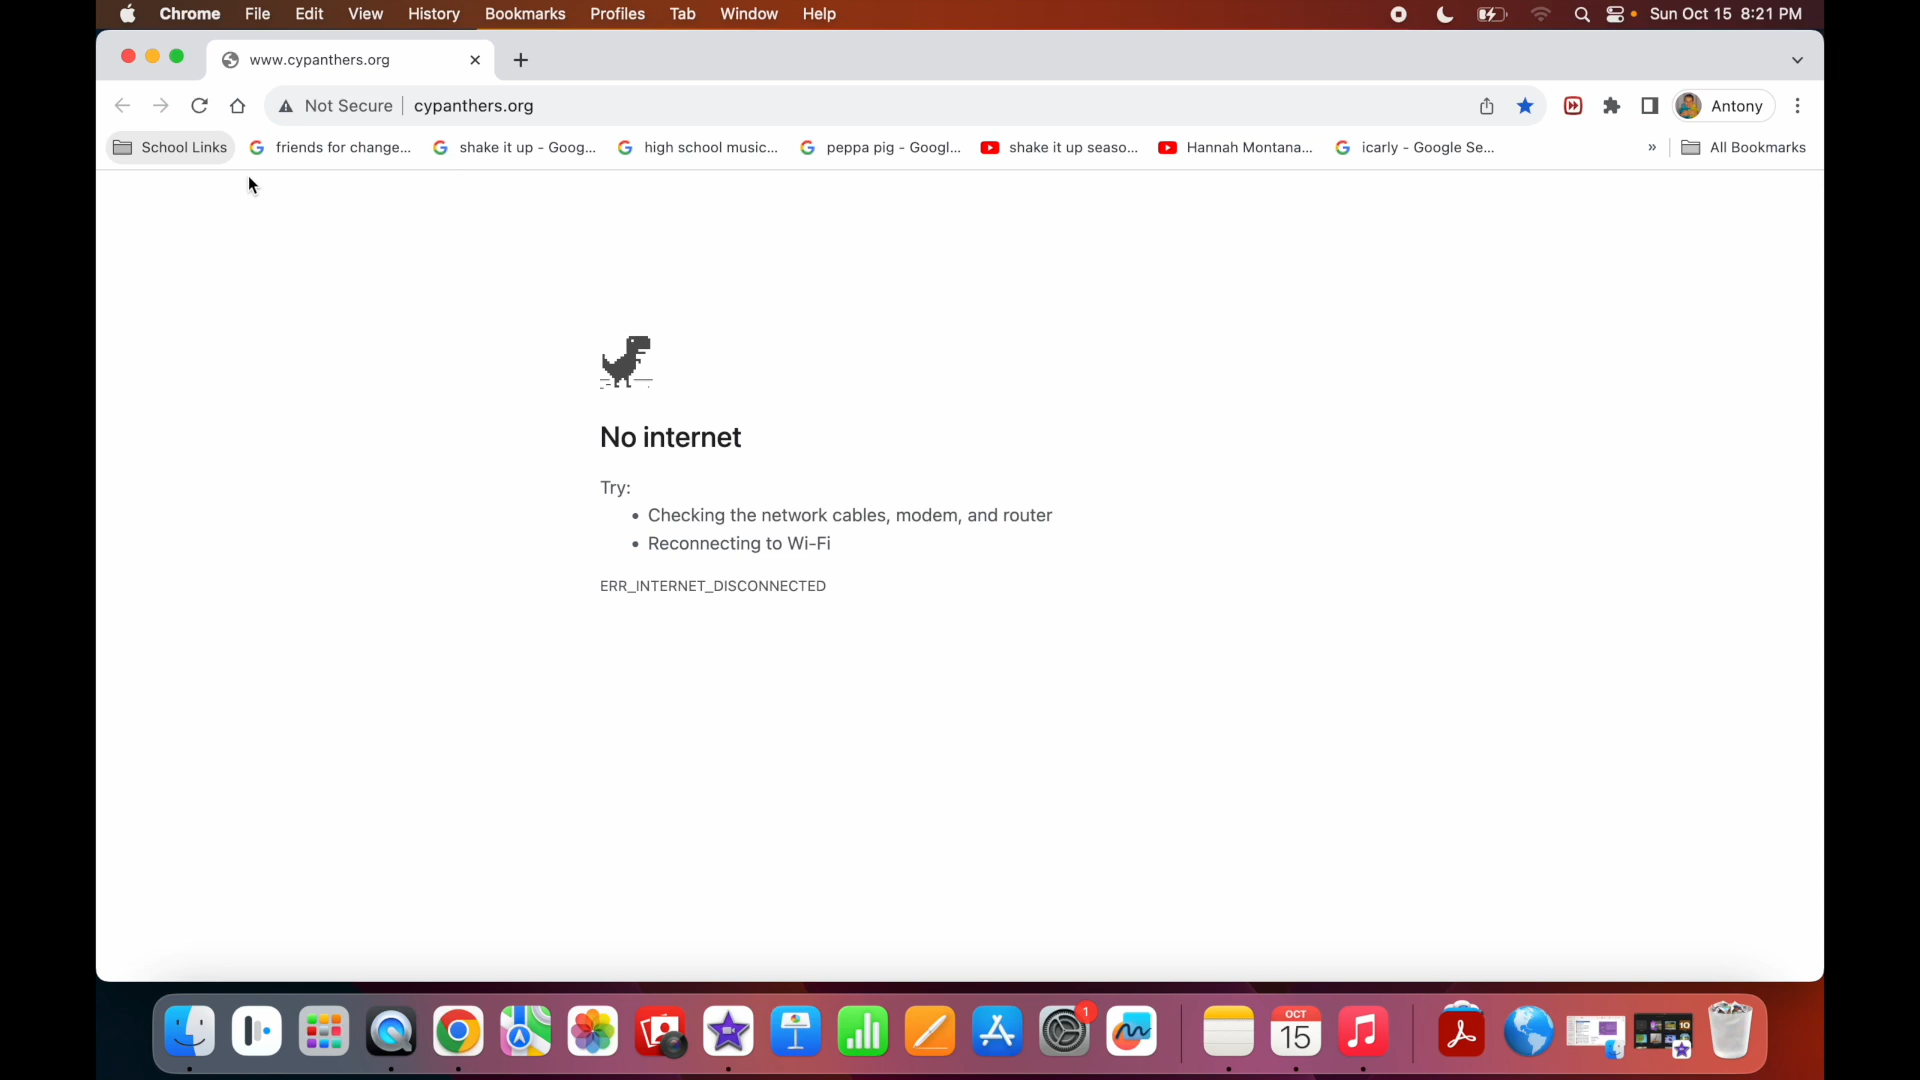 Chrome File Edit View History Bookmarks Profiles Tab Window Help Sun Oct 15 8:21 PM
www.cypanthers.org
Not Secure cypanthers.org Antony
School Links friends for change... shake it up - Goog... high school music... peppa pig - Googl... shake it up seaso... Hannah Montana... icarly - Google Se... » All Bookmarks
No internet
Try:
• Checking the network cables, modem, and router
• Reconnecting to Wi-Fi
ERR_INTERNET_DISCONNECTED
1
OCT
15
10